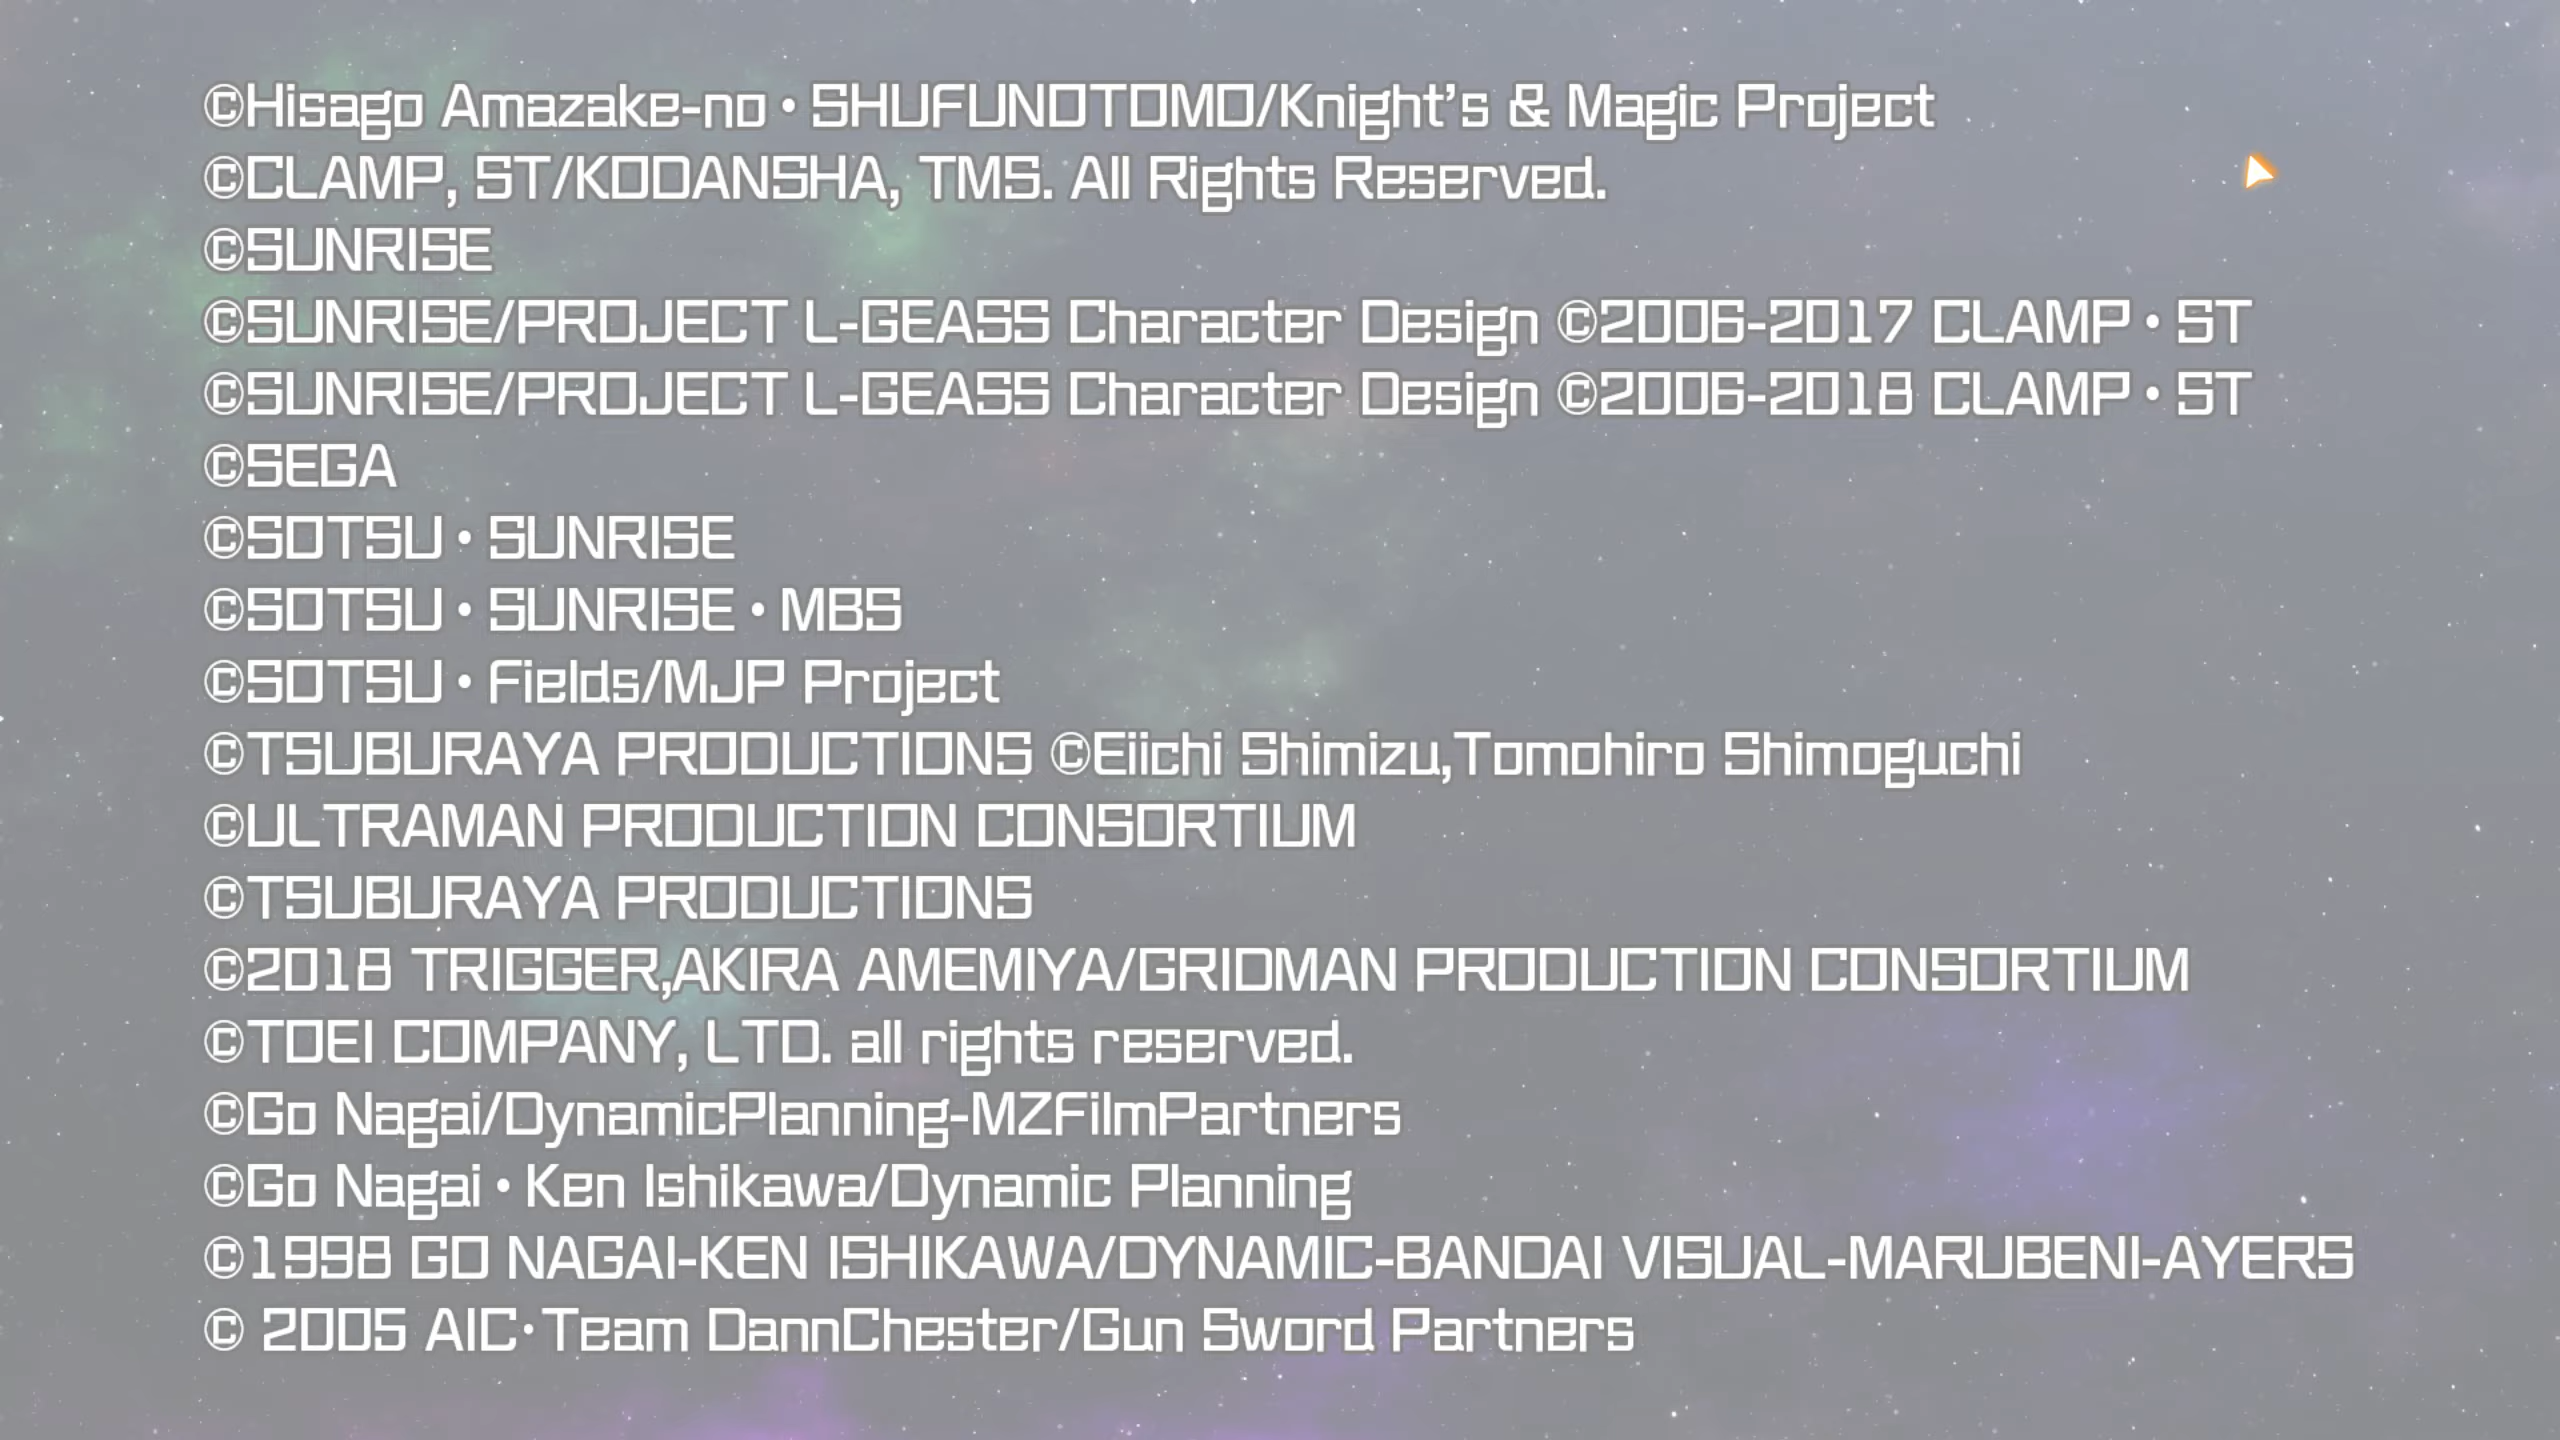 ©Hisago Amazake-no・SHUFUNOTOMO/Knight's & Magic Project
©CLAMP, ST/KODANSHA, TMS. All Rights Reserved.
©SUNRISE
©SUNRISE/PROJECT L-GEASS Character Design ©2006-2017 CLAMP・ST
©SUNRISE/PROJECT L-GEASS Character Design ©2006-2018 CLAMP・ST
©SEGA
©SOTSU・SUNRISE
©SOTSU・SUNRISE・MBS
©SOTSU・Fields/MJP Project
©TSUBURAYA PRODUCTIONS ©Eiichi Shimizu,Tomohiro Shimoguchi
©ULTRAMAN PRODUCTION CONSORTIUM
©TSUBURAYA PRODUCTIONS
©2018 TRIGGER,AKIRA AMEMIYA/GRIDMAN PRODUCTION CONSORTIUM
©TOEI COMPANY, LTD. all rights reserved.
©Go Nagai/DynamicPlanning-MZFilmPartners
©Go Nagai・Ken Ishikawa/Dynamic Planning
©1998 GO NAGAI-KEN ISHIKAWA/DYNAMIC-BANDAI VISUAL-MARUBENI-AYERS
© 2005 AIC·Team DannChester/Gun Sword Partners